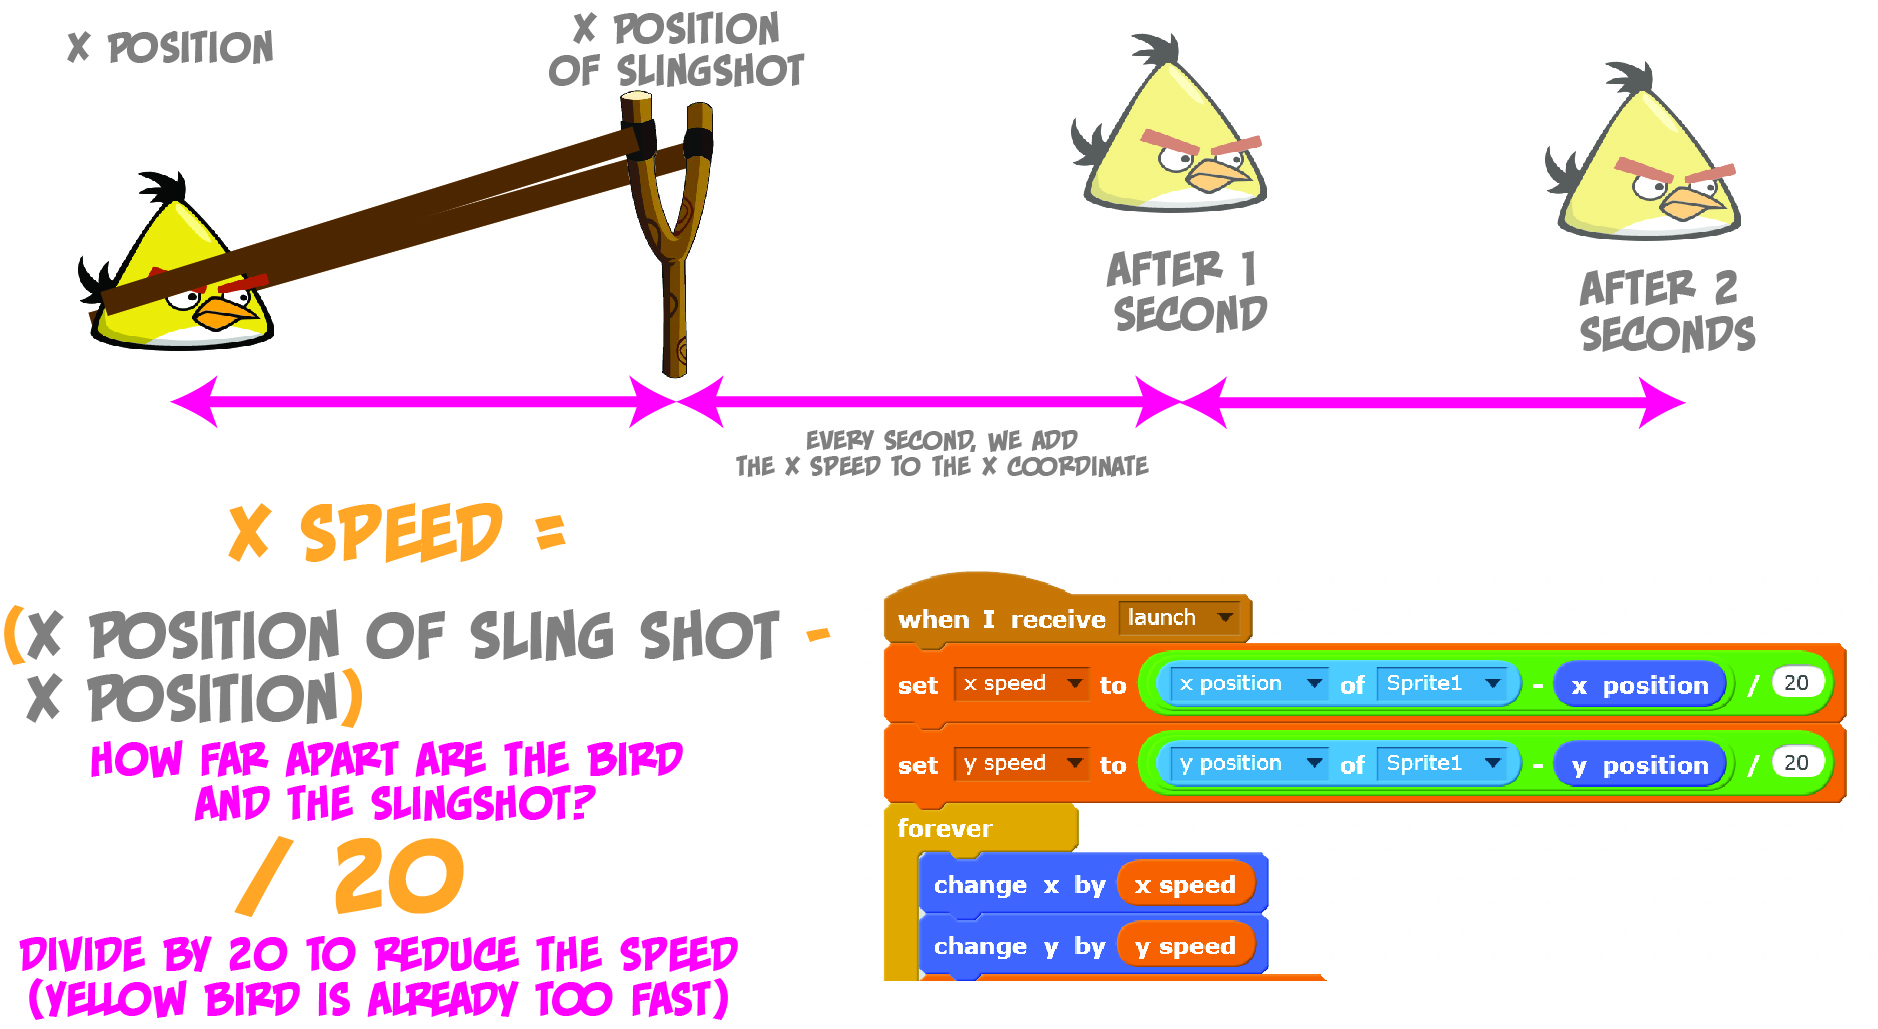 X POSITION
X POSITION
OF SLINGSHOT
AFTER 1
SECOND
AFTER 2
SECONDS
EVERY SECOND, WE ADD
THE X SPEED TO THE X COORDINATE
X SPEED =
(X POSITION OF SLING SHOT -
X POSITION)
HOW FAR APART ARE THE BIRD
AND THE SLINGSHOT?
/ 20
DIVIDE BY 20 TO REDUCE THE SPEED
(YELLOW BIRD IS ALREADY TOO FAST)
when I receive launch
set x speed to x position of Sprite1 - x position / 20
set y speed to y position of Sprite1 - y position / 20
forever
change x by x speed
change y by y speed